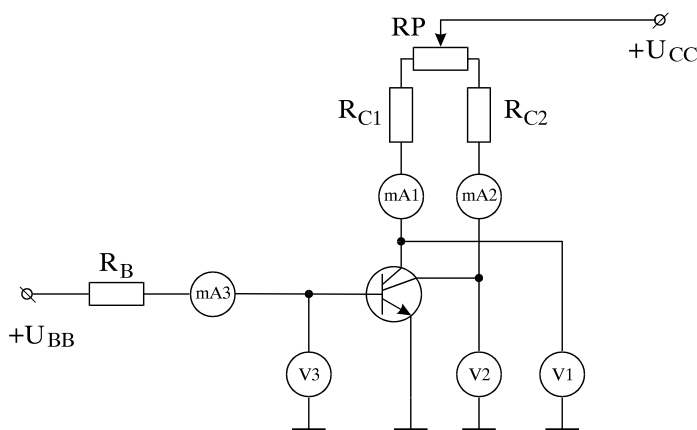 RP
+U_CC
R_C1
R_C2
mA1
mA2
R_B
mA3
+U_BB
V3
V2
V1